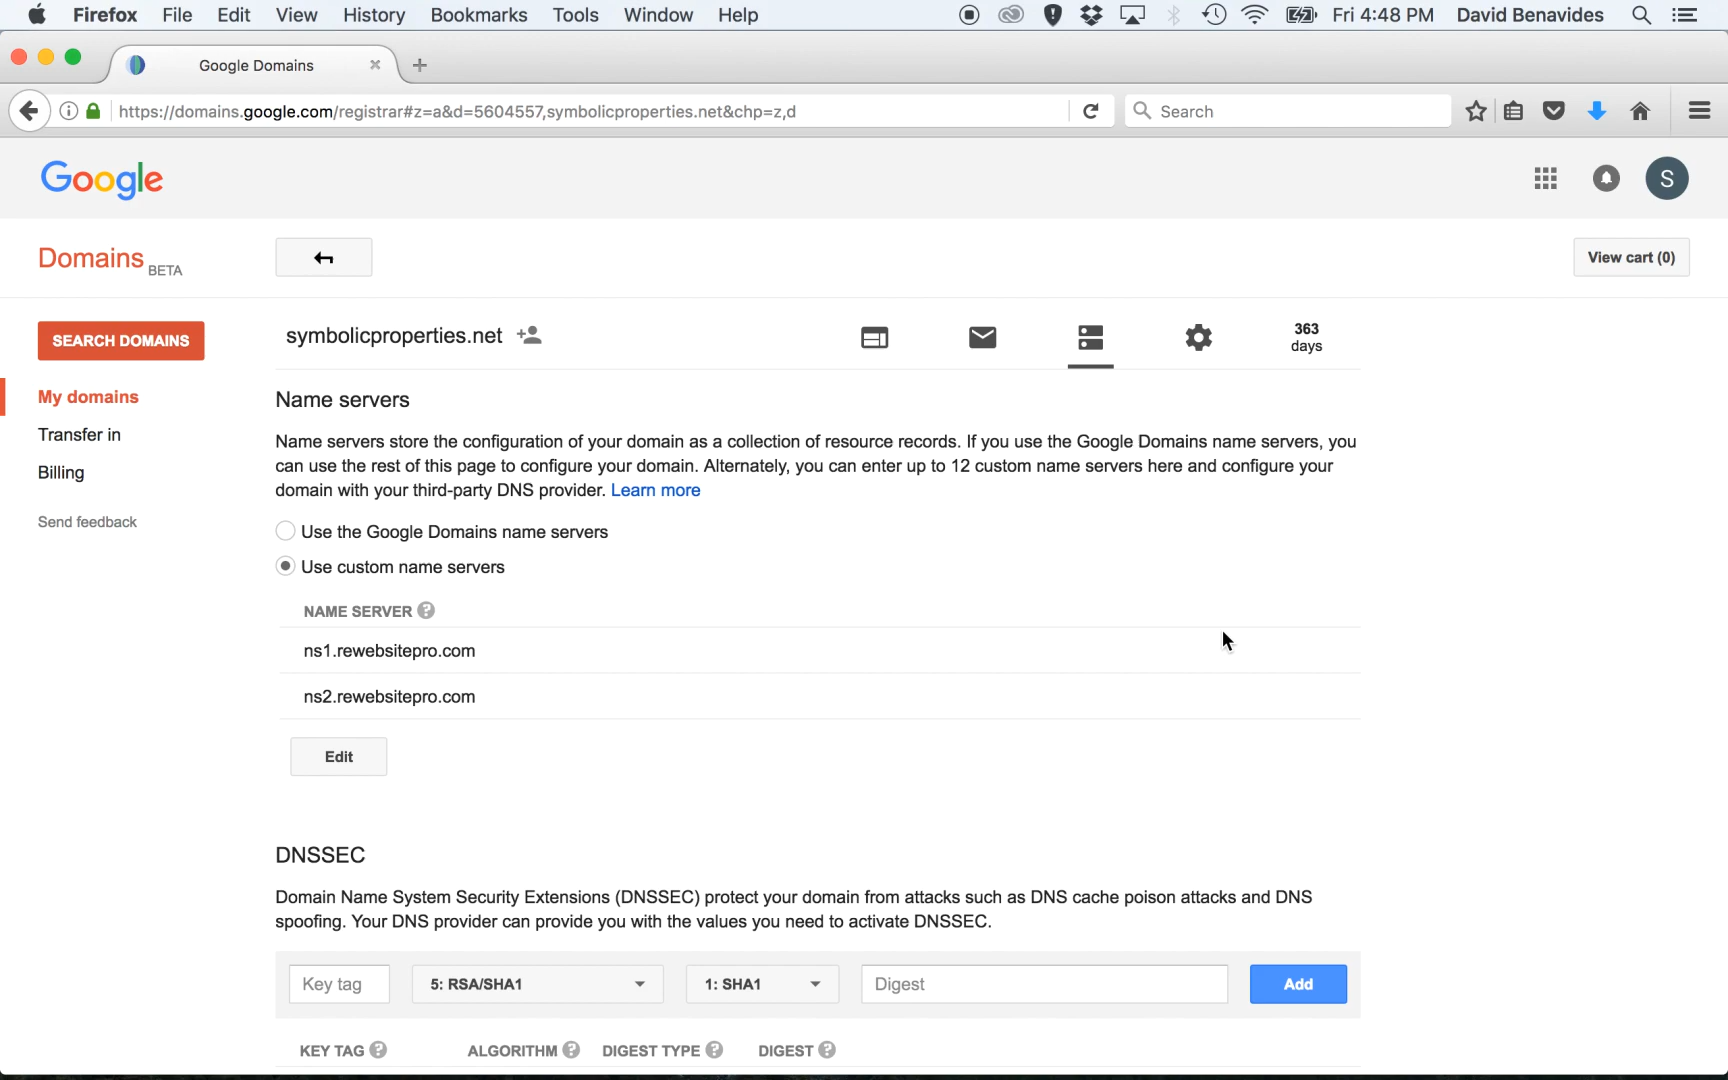 Firefox File Edit View History Bookmarks Tools Window Help Fri 4:48 PM David Benavides
Google Domains
https://domains.google.com/registrar#z=a&d=5604557,symbolicproperties.net&chp=z,d Search
Google S
Domains BETA View cart (0)
SEARCH DOMAINS
My domains
Transfer in
Billing
Send feedback
symbolicproperties.net 363 days
Name servers
Name servers store the configuration of your domain as a collection of resource records. If you use the Google Domains name servers, you
can use the rest of this page to configure your domain. Alternately, you can enter up to 12 custom name servers here and configure your
domain with your third-party DNS provider. Learn more
Use the Google Domains name servers
Use custom name servers
NAME SERVER ?
ns1.rewebsitepro.com
ns2.rewebsitepro.com
Edit
DNSSEC
Domain Name System Security Extensions (DNSSEC) protect your domain from attacks such as DNS cache poison attacks and DNS
spoofing. Your DNS provider can provide you with the values you need to activate DNSSEC.
Key tag 5: RSA/SHA1 1: SHA1 Digest Add
KEY TAG ? ALGORITHM ? DIGEST TYPE ? DIGEST ?